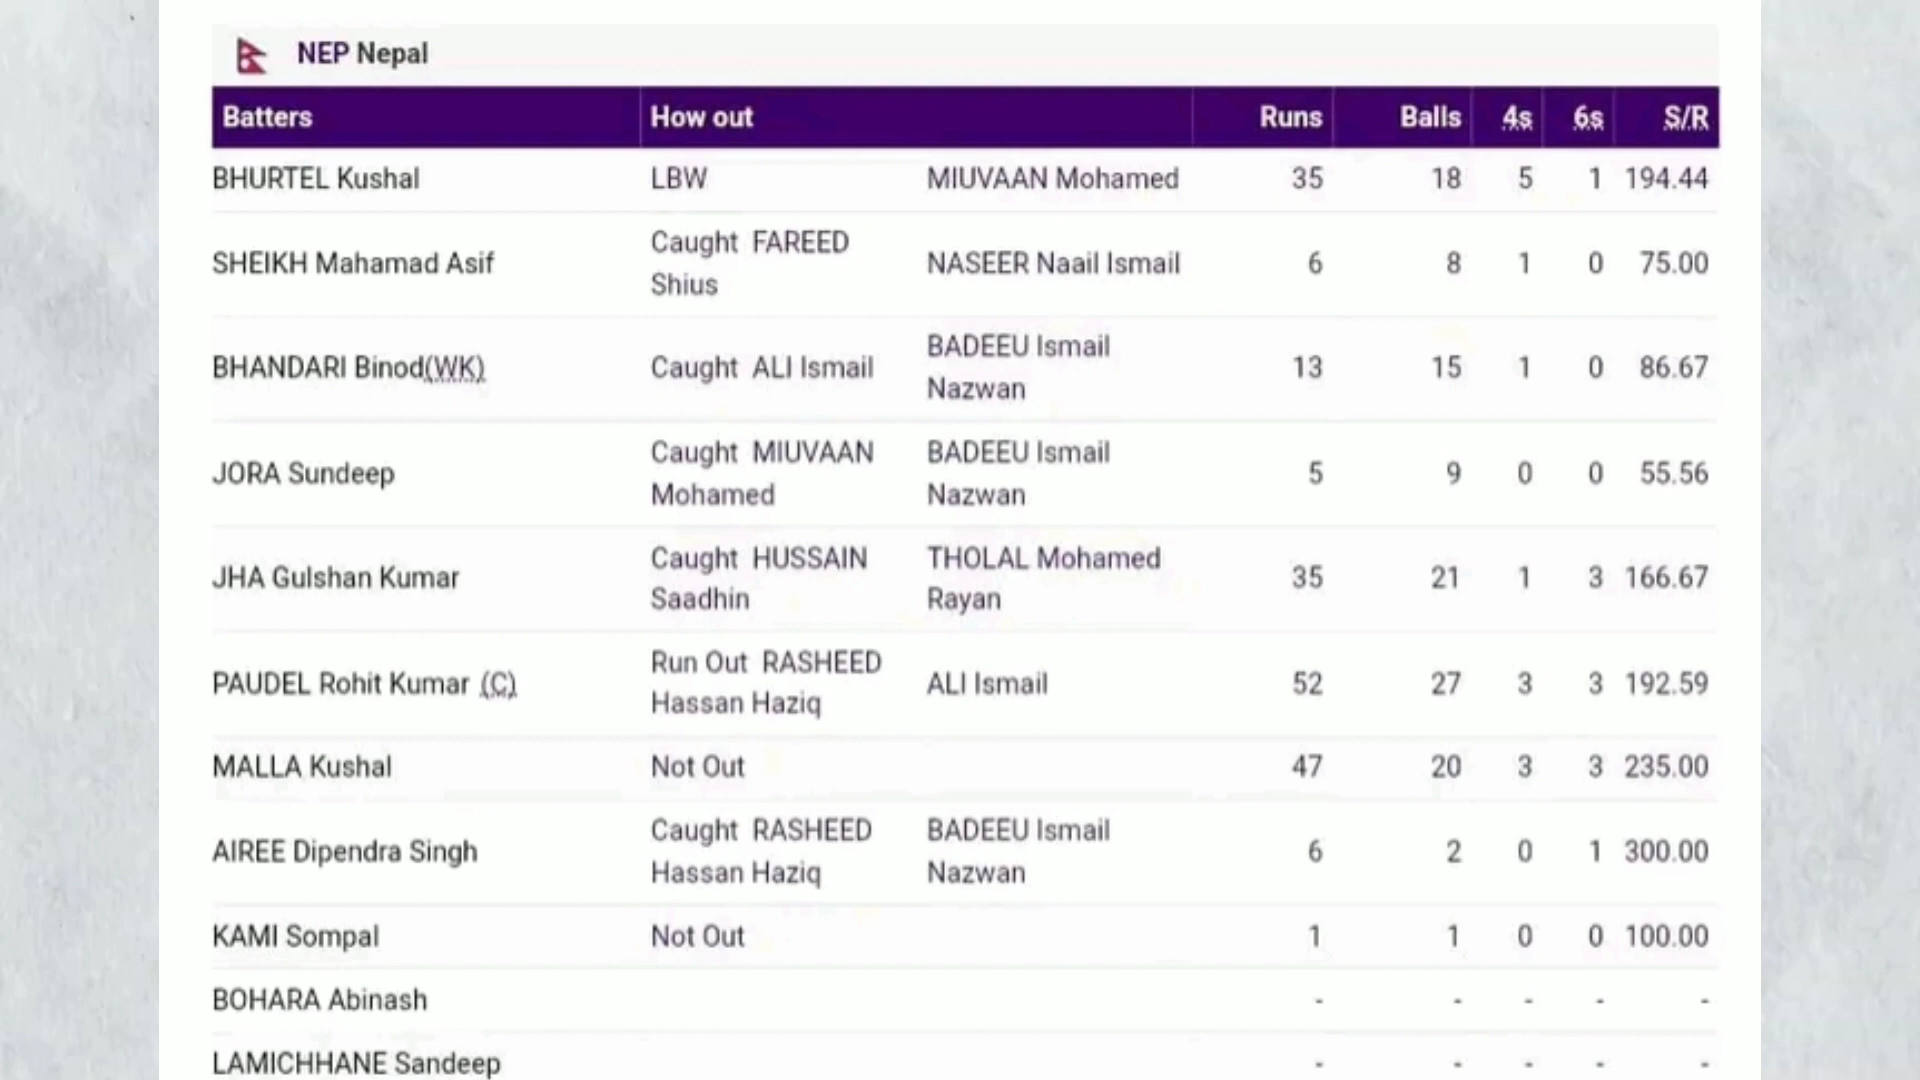 NEP Nepal
Batters How out Runs Balls 4s 6s S/R
BHURTEL Kushal LBW MIUVAAN Mohamed 35 18 5 1 194.44
SHEIKH Mahamad Asif Caught FAREED Shius NASEER Naail Ismail 6 8 1 0 75.00
BHANDARI Binod(WK) Caught ALI Ismail BADEEU Ismail Nazwan 13 15 1 0 86.67
JORA Sundeep Caught MIUVAAN Mohamed BADEEU Ismail Nazwan 5 9 0 0 55.56
JHA Gulshan Kumar Caught HUSSAIN Saadhin THOLAL Mohamed Rayan 35 21 1 3 166.67
PAUDEL Rohit Kumar (C) Run Out RASHEED Hassan Haziq ALI Ismail 52 27 3 3 192.59
MALLA Kushal Not Out 47 20 3 3 235.00
AIREE Dipendra Singh Caught RASHEED Hassan Haziq BADEEU Ismail Nazwan 6 2 0 1 300.00
KAMI Sompal Not Out 1 1 0 0 100.00
BOHARA Abinash - - - - -
LAMICHHANE Sandeep - - - - -